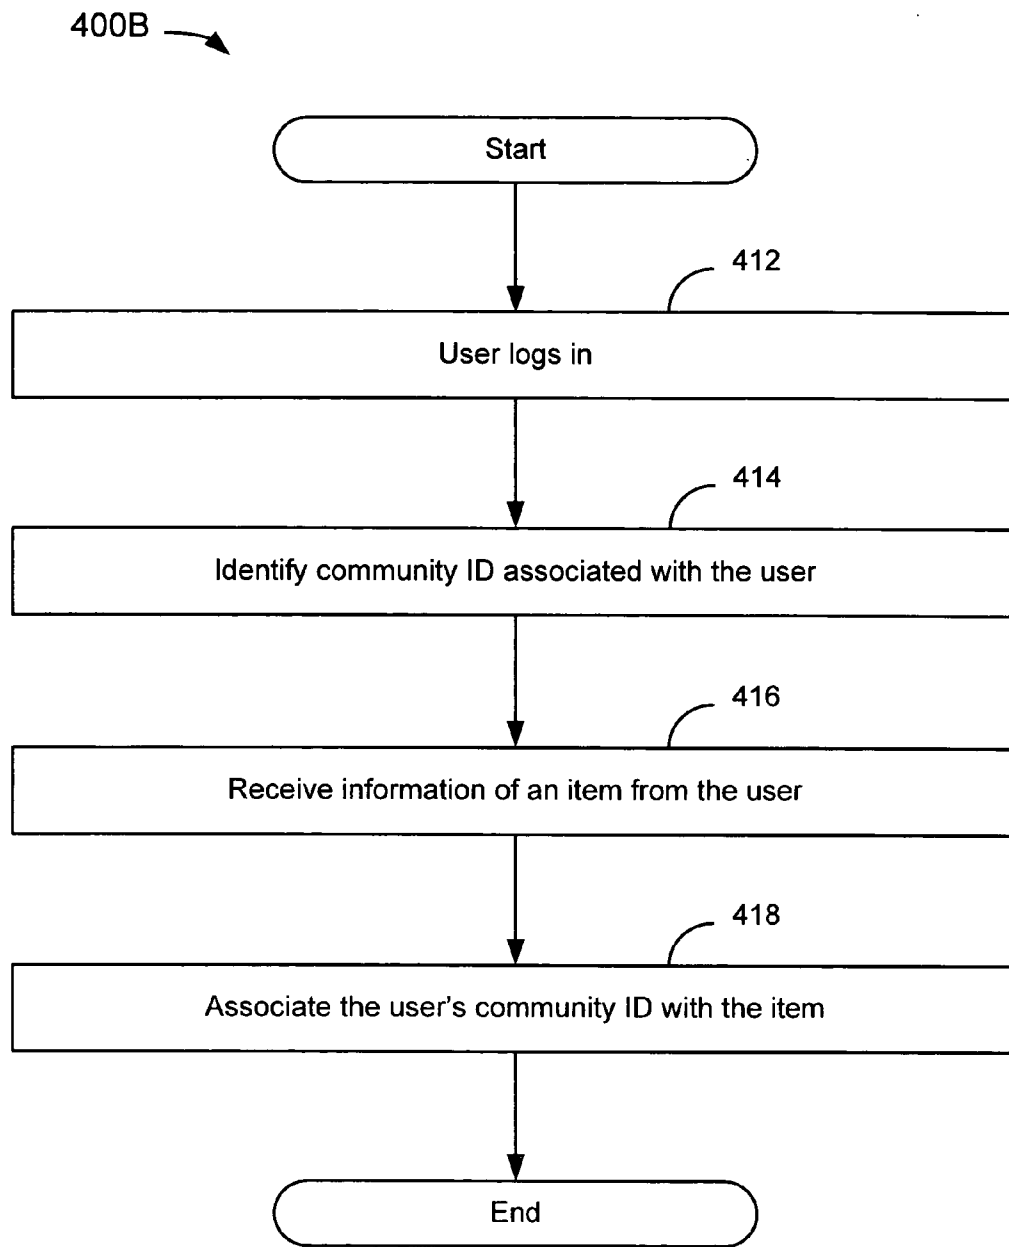 400B
Start
412
User logs in
414
Identify community ID associated with the user
416
Receive information of an item from the user
418
Associate the user's community ID with the item
End